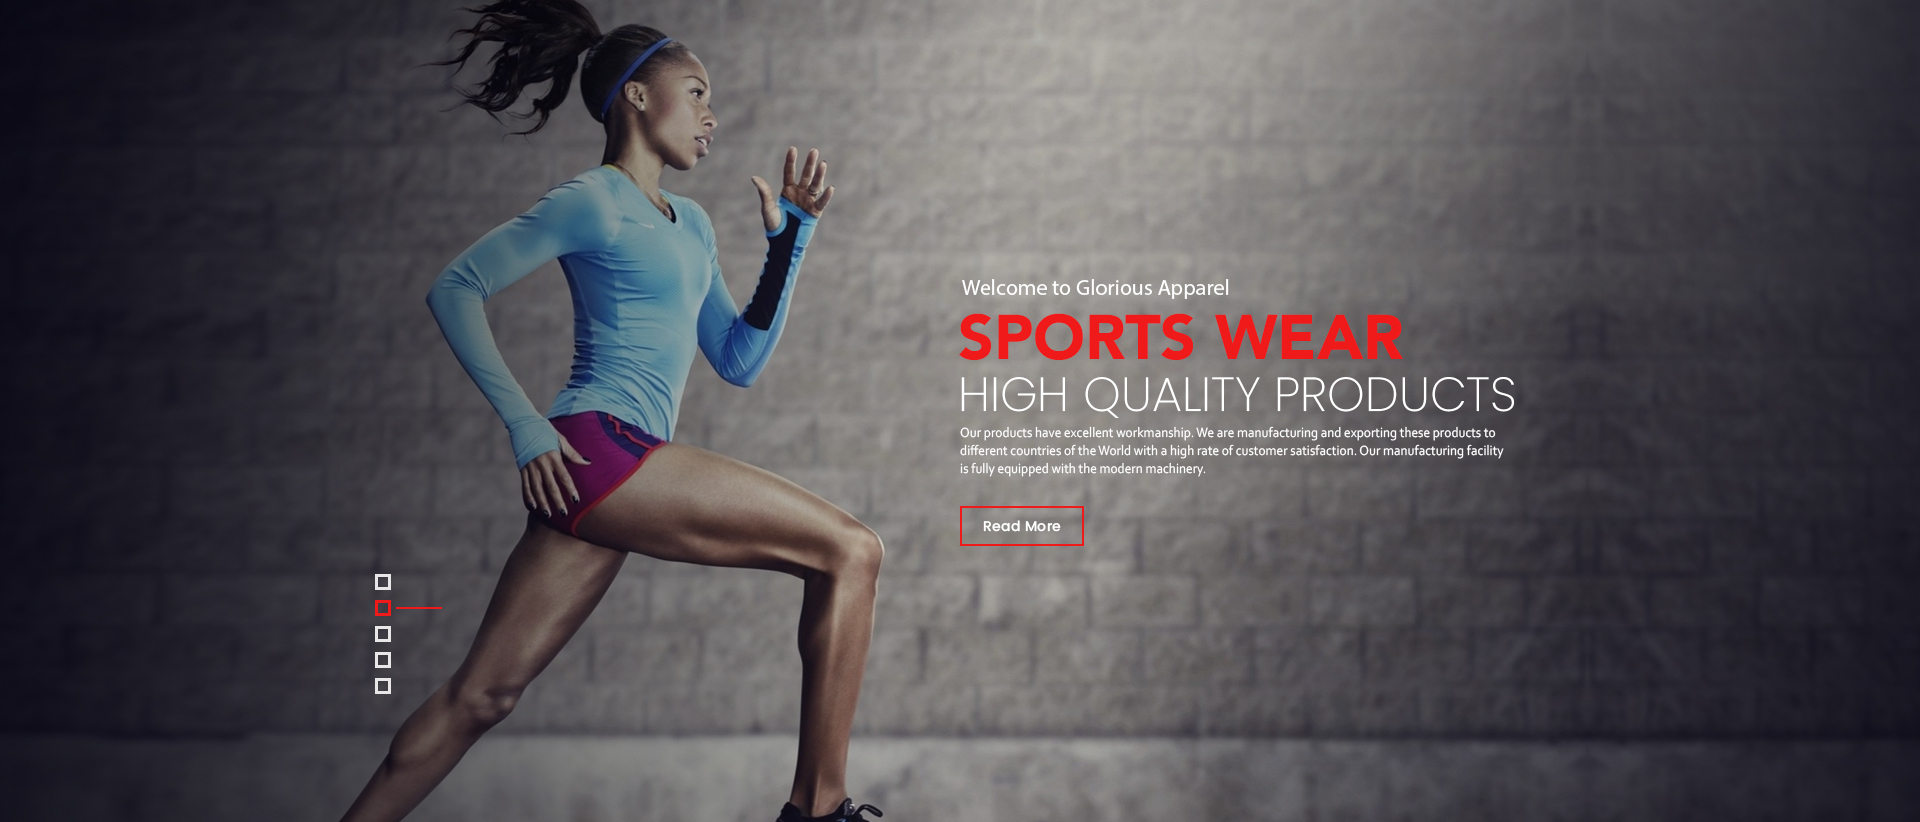 Welcome to Glorious Apparel
SPORTS WEAR
HIGH QUALITY PRODUCTS
Our products have excellent workmanship. We are manufacturing and exporting these products to
different countries of the World with a high rate of customer satisfaction. Our manufacturing facility
is fully equipped with the modern machinery.
Read More